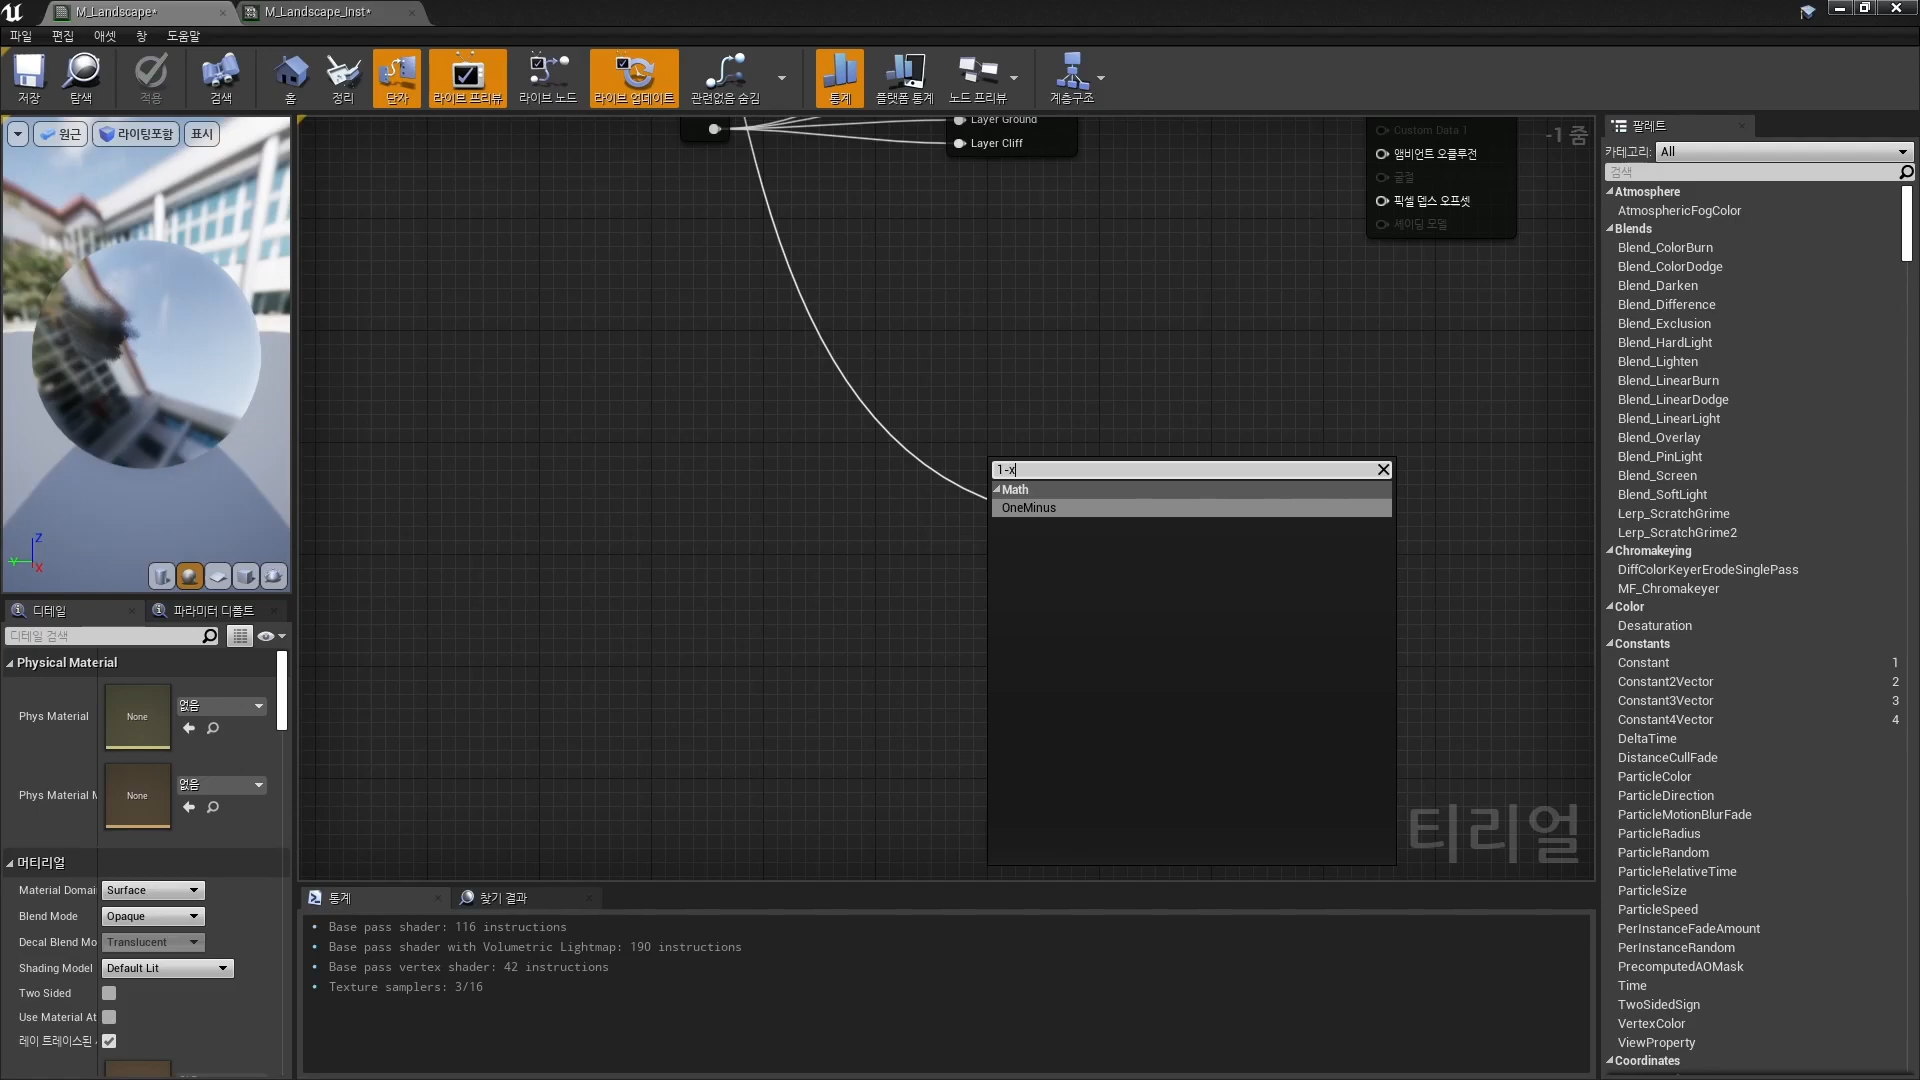 M_Landscape*
M_Landscape_Inst*
파일 편집 애셋 창 도움말
저장
탐색
적용
검색
홈
정리
단자
라이브 프리뷰
라이브 노드
라이브 업데이트
관련없음 숨김
통계
플랫폼 통계
노드 프리뷰
계층구조
원근
라이팅포함
표시
Layer Ground
Layer Cliff
Custom Data 1
앰비언트 오클루전
굴절
픽셀 뎁스 오프셋
셰이딩 모델
-1 줌
1-x
Math
OneMinus
티리얼
Z
Y
X
디테일
파라미터 디폴트
디테일 검색
Physical Material
Phys Material
None
없음
Phys Material M
None
없음
머티리얼
Material Domai
Surface
Blend Mode
Opaque
Decal Blend Mo
Translucent
Shading Model
Default Lit
Two Sided
Use Material At
레이 트레이스된
통계
찾기 결과
Base pass shader: 116 instructions
Base pass shader with Volumetric Lightmap: 190 instructions
Base pass vertex shader: 42 instructions
Texture samplers: 3/16
팔레트
카테고리: All
검색
Atmosphere
AtmosphericFogColor
Blends
Blend_ColorBurn
Blend_ColorDodge
Blend_Darken
Blend_Difference
Blend_Exclusion
Blend_HardLight
Blend_Lighten
Blend_LinearBurn
Blend_LinearDodge
Blend_LinearLight
Blend_Overlay
Blend_PinLight
Blend_Screen
Blend_SoftLight
Lerp_ScratchGrime
Lerp_ScratchGrime2
Chromakeying
DiffColorKeyerErodeSinglePass
MF_Chromakeyer
Color
Desaturation
Constants
Constant 1
Constant2Vector 2
Constant3Vector 3
Constant4Vector 4
DeltaTime
DistanceCullFade
ParticleColor
ParticleDirection
ParticleMotionBlurFade
ParticleRadius
ParticleRandom
ParticleRelativeTime
ParticleSize
ParticleSpeed
PerInstanceFadeAmount
PerInstanceRandom
PrecomputedAOMask
Time
TwoSidedSign
VertexColor
ViewProperty
Coordinates